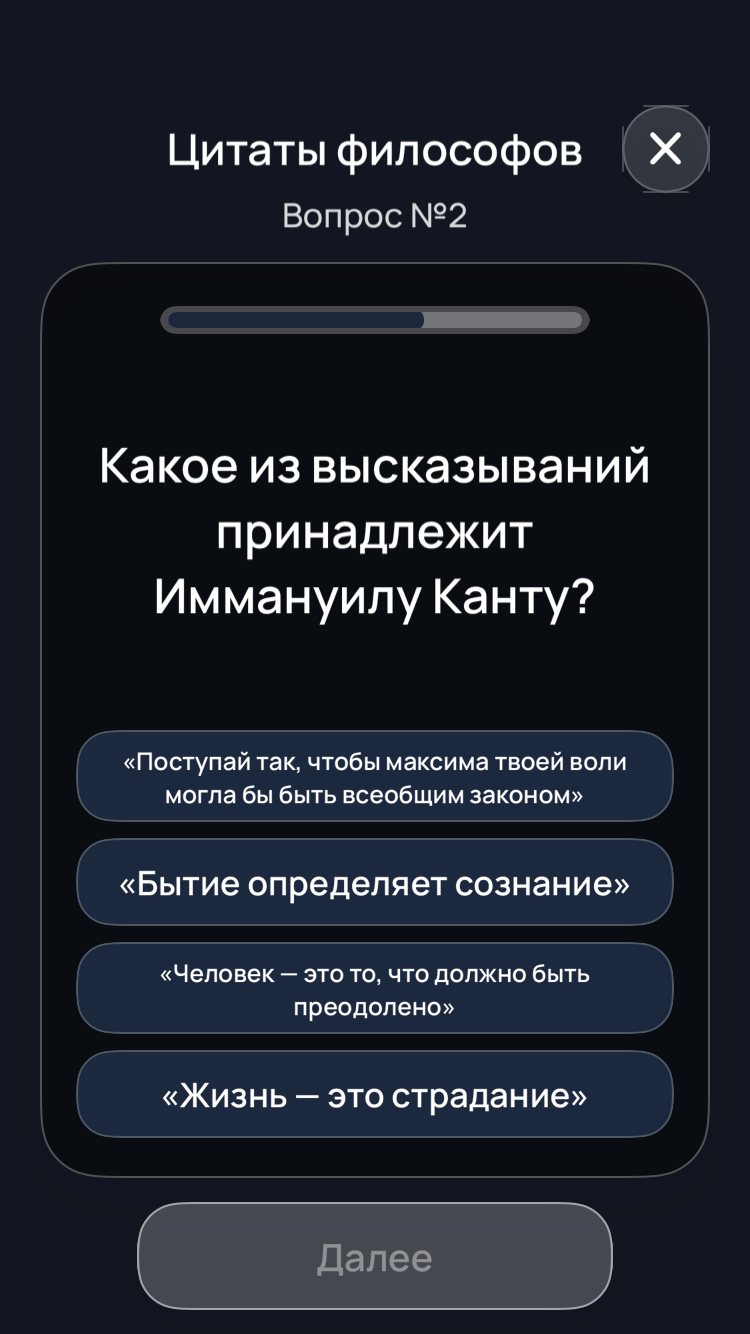 Цитаты философов
Вопрос №2
Какое из высказываний
принадлежит
Иммануилу Канту?
«Поступай так, чтобы максима твоей воли
могла бы быть всеобщим законом»
«Бытие определяет сознание»
«Человек — это то, что должно быть
преодолено»
«Жизнь — это страдание»
Далее